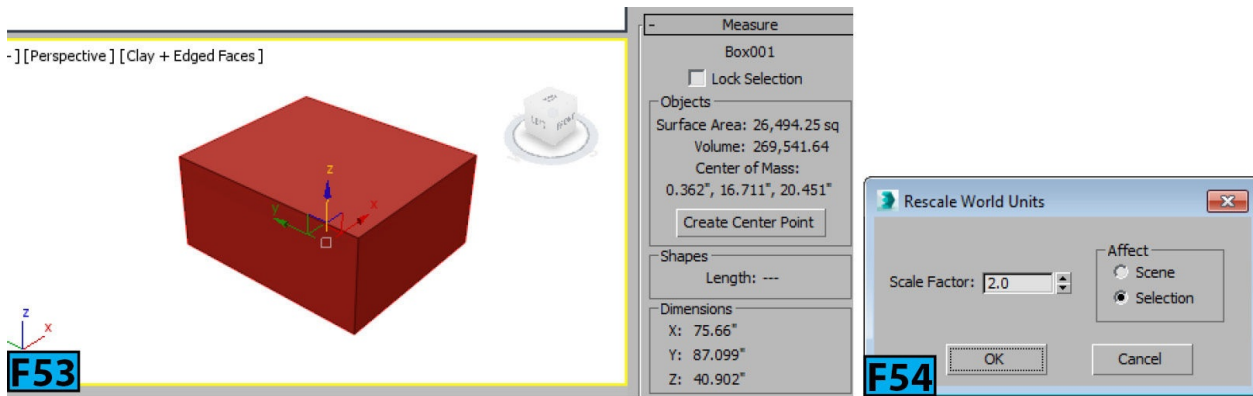 - ] [Perspective ] [Clay + Edged Faces ]
z
x
y
z
x
F53
- Measure
Box001
Lock Selection
Objects
Surface Area: 26,494.25 sq
Volume: 269,541.64
Center of Mass:
0.362", 16.711", 20.451"
Create Center Point
Shapes
Length: ---
Dimensions
X: 75.66"
Y: 87.099"
Z: 40.902"
Rescale World Units
Scale Factor: 2.0
Affect
Scene
Selection
OK
Cancel
F54